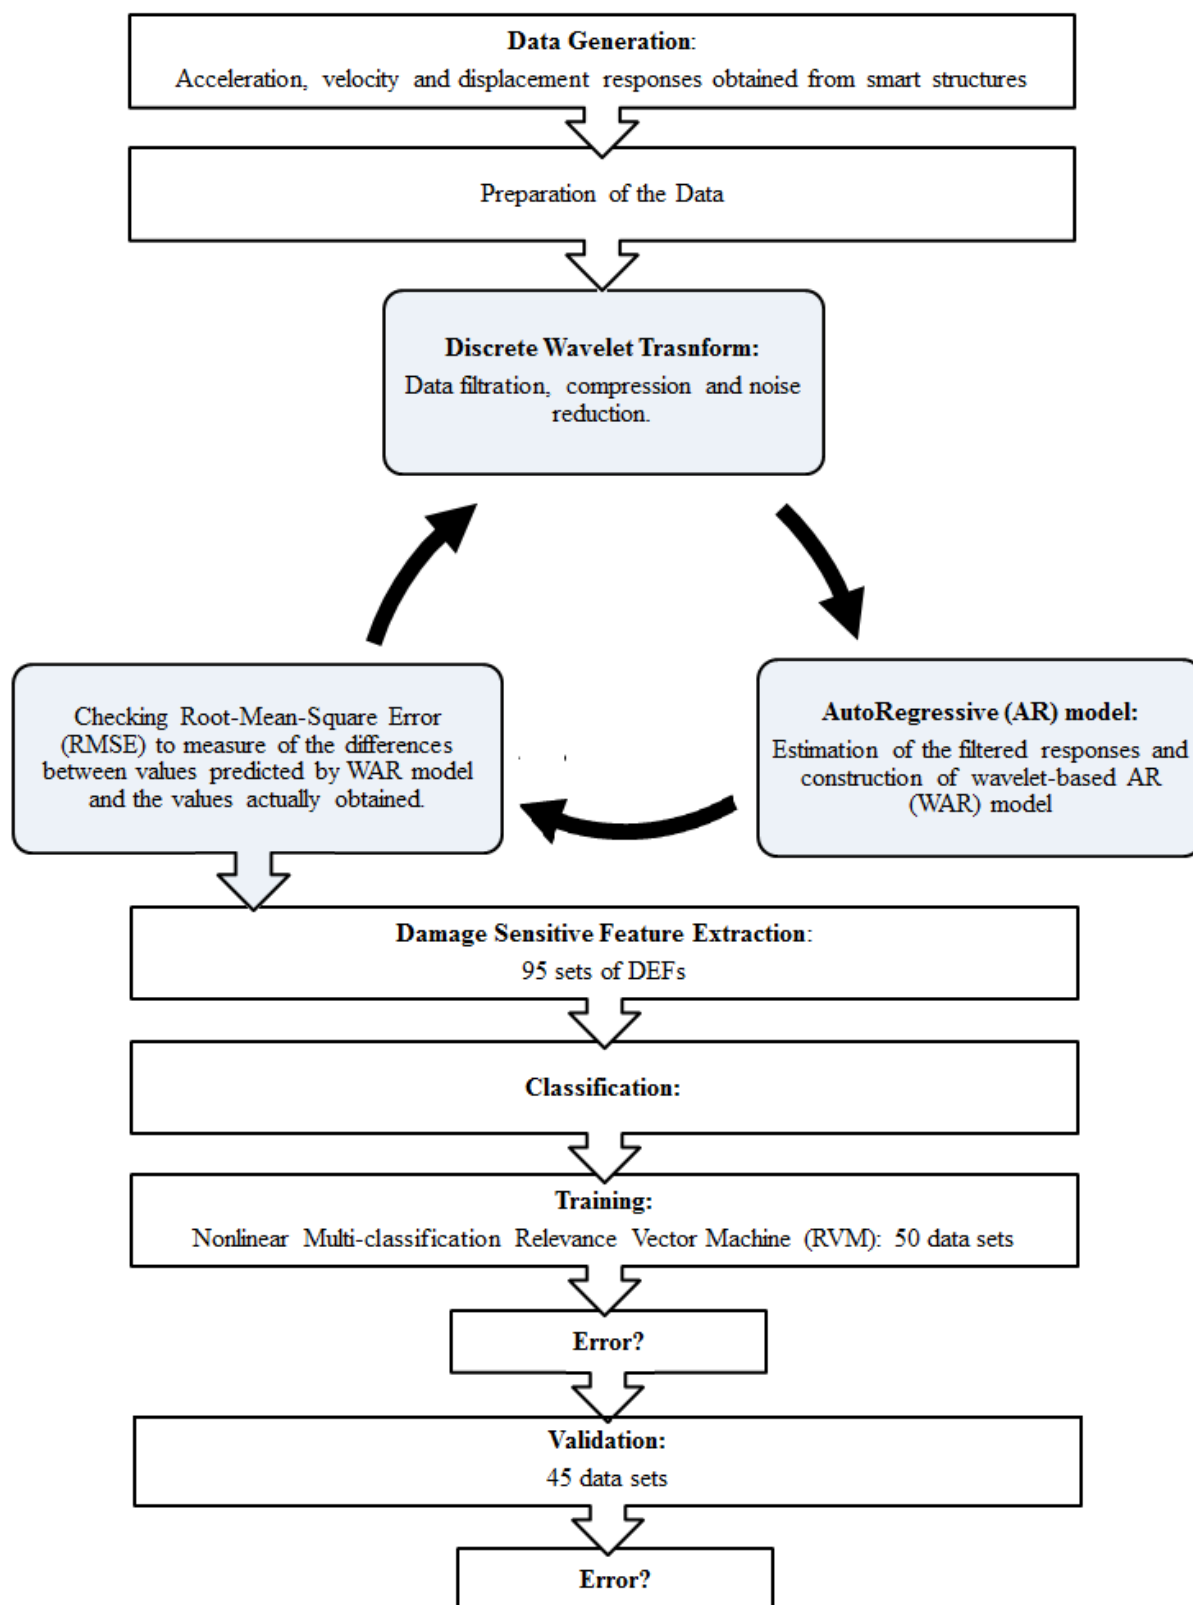 Data Generation:
Acceleration, velocity and displacement responses obtained from smart structures
Preparation of the Data
Discrete Wavelet Trasnform:
Data filtration, compression and noise
reduction.
Checking Root-Mean-Square Error
(RMSE) to measure of the differences
between values predicted by WAR model
and the values actually obtained.
AutoRegressive (AR) model:
Estimation of the filtered responses and
construction of wavelet-based AR
(WAR) model
Damage Sensitive Feature Extraction:
95 sets of DEFs
Classification:
Training:
Nonlinear Multi-classification Relevance Vector Machine (RVM): 50 data sets
Error?
Validation:
45 data sets
Error?